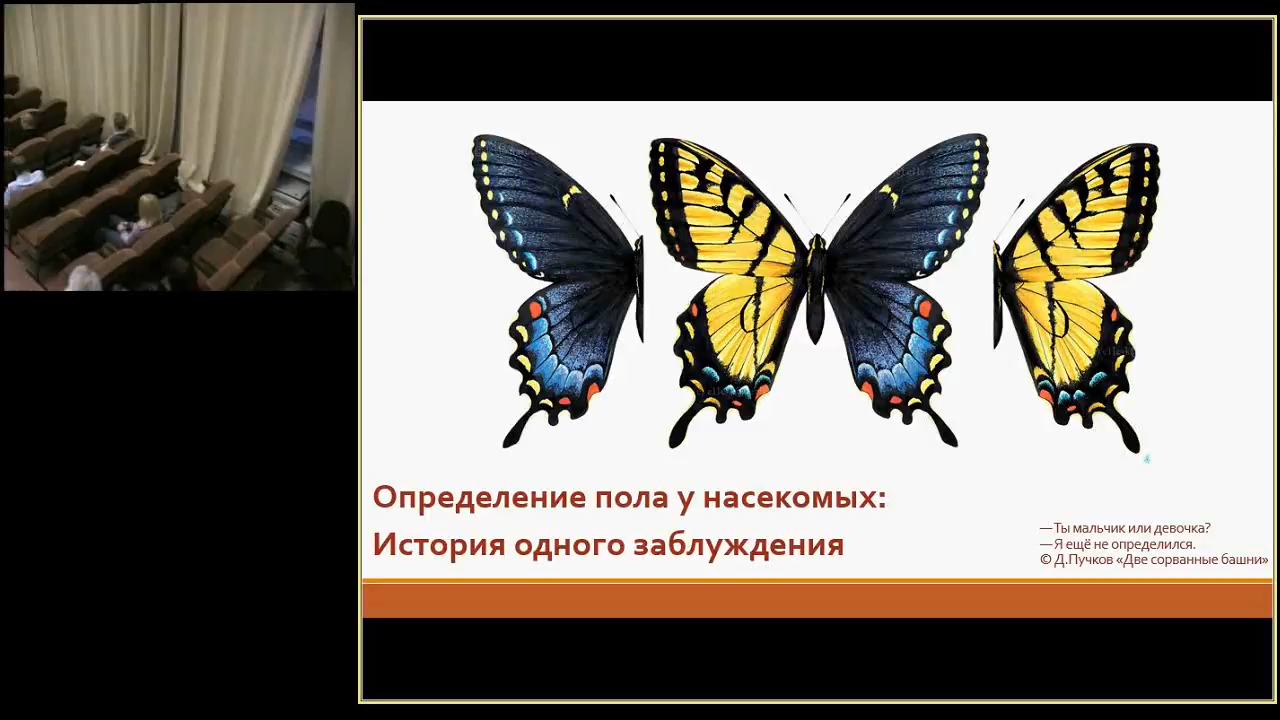 Определение пола у насекомых:
История одного заблуждения
—Ты мальчик или девочка?
—Я ещё не определился.
© Д.Пучков «Две сорванные башни»